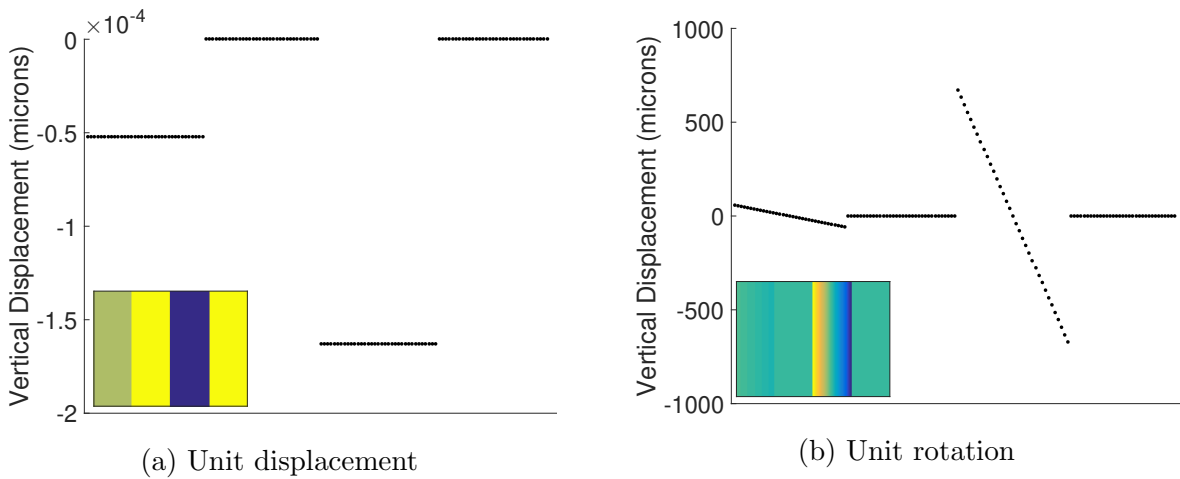 ×10^-4
0
-0.5
-1
-1.5
-2
Vertical Displacement (microns)
(a) Unit displacement
1000
500
0
-500
-1000
Vertical Displacement (microns)
(b) Unit rotation